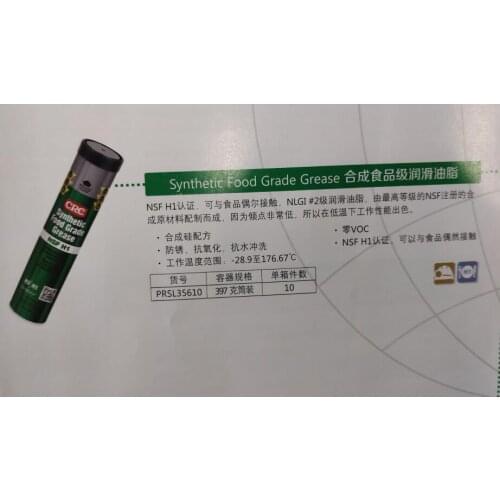 Synthetic Food Grade Grease 合成食品级润滑油脂
NSF H1认证，可与食品偶尔接触，NLGI #2级润滑油脂，由最高等级的NSF注册的合
成原材料配制而成，因为倾点非常低，所以在低温下工作性能出色。
· 合成硅配方
· 零VOC
· 防锈、抗氧化、抗水冲洗
· NSF H1认证，可以与食品偶然接触
· 工作温度范围，-28.9至176.67℃
货号 容器规格 单箱件数
PRSL35610 397 克筒装 10
CRC
Synthetic
Food Grade
Grease
NSF H1